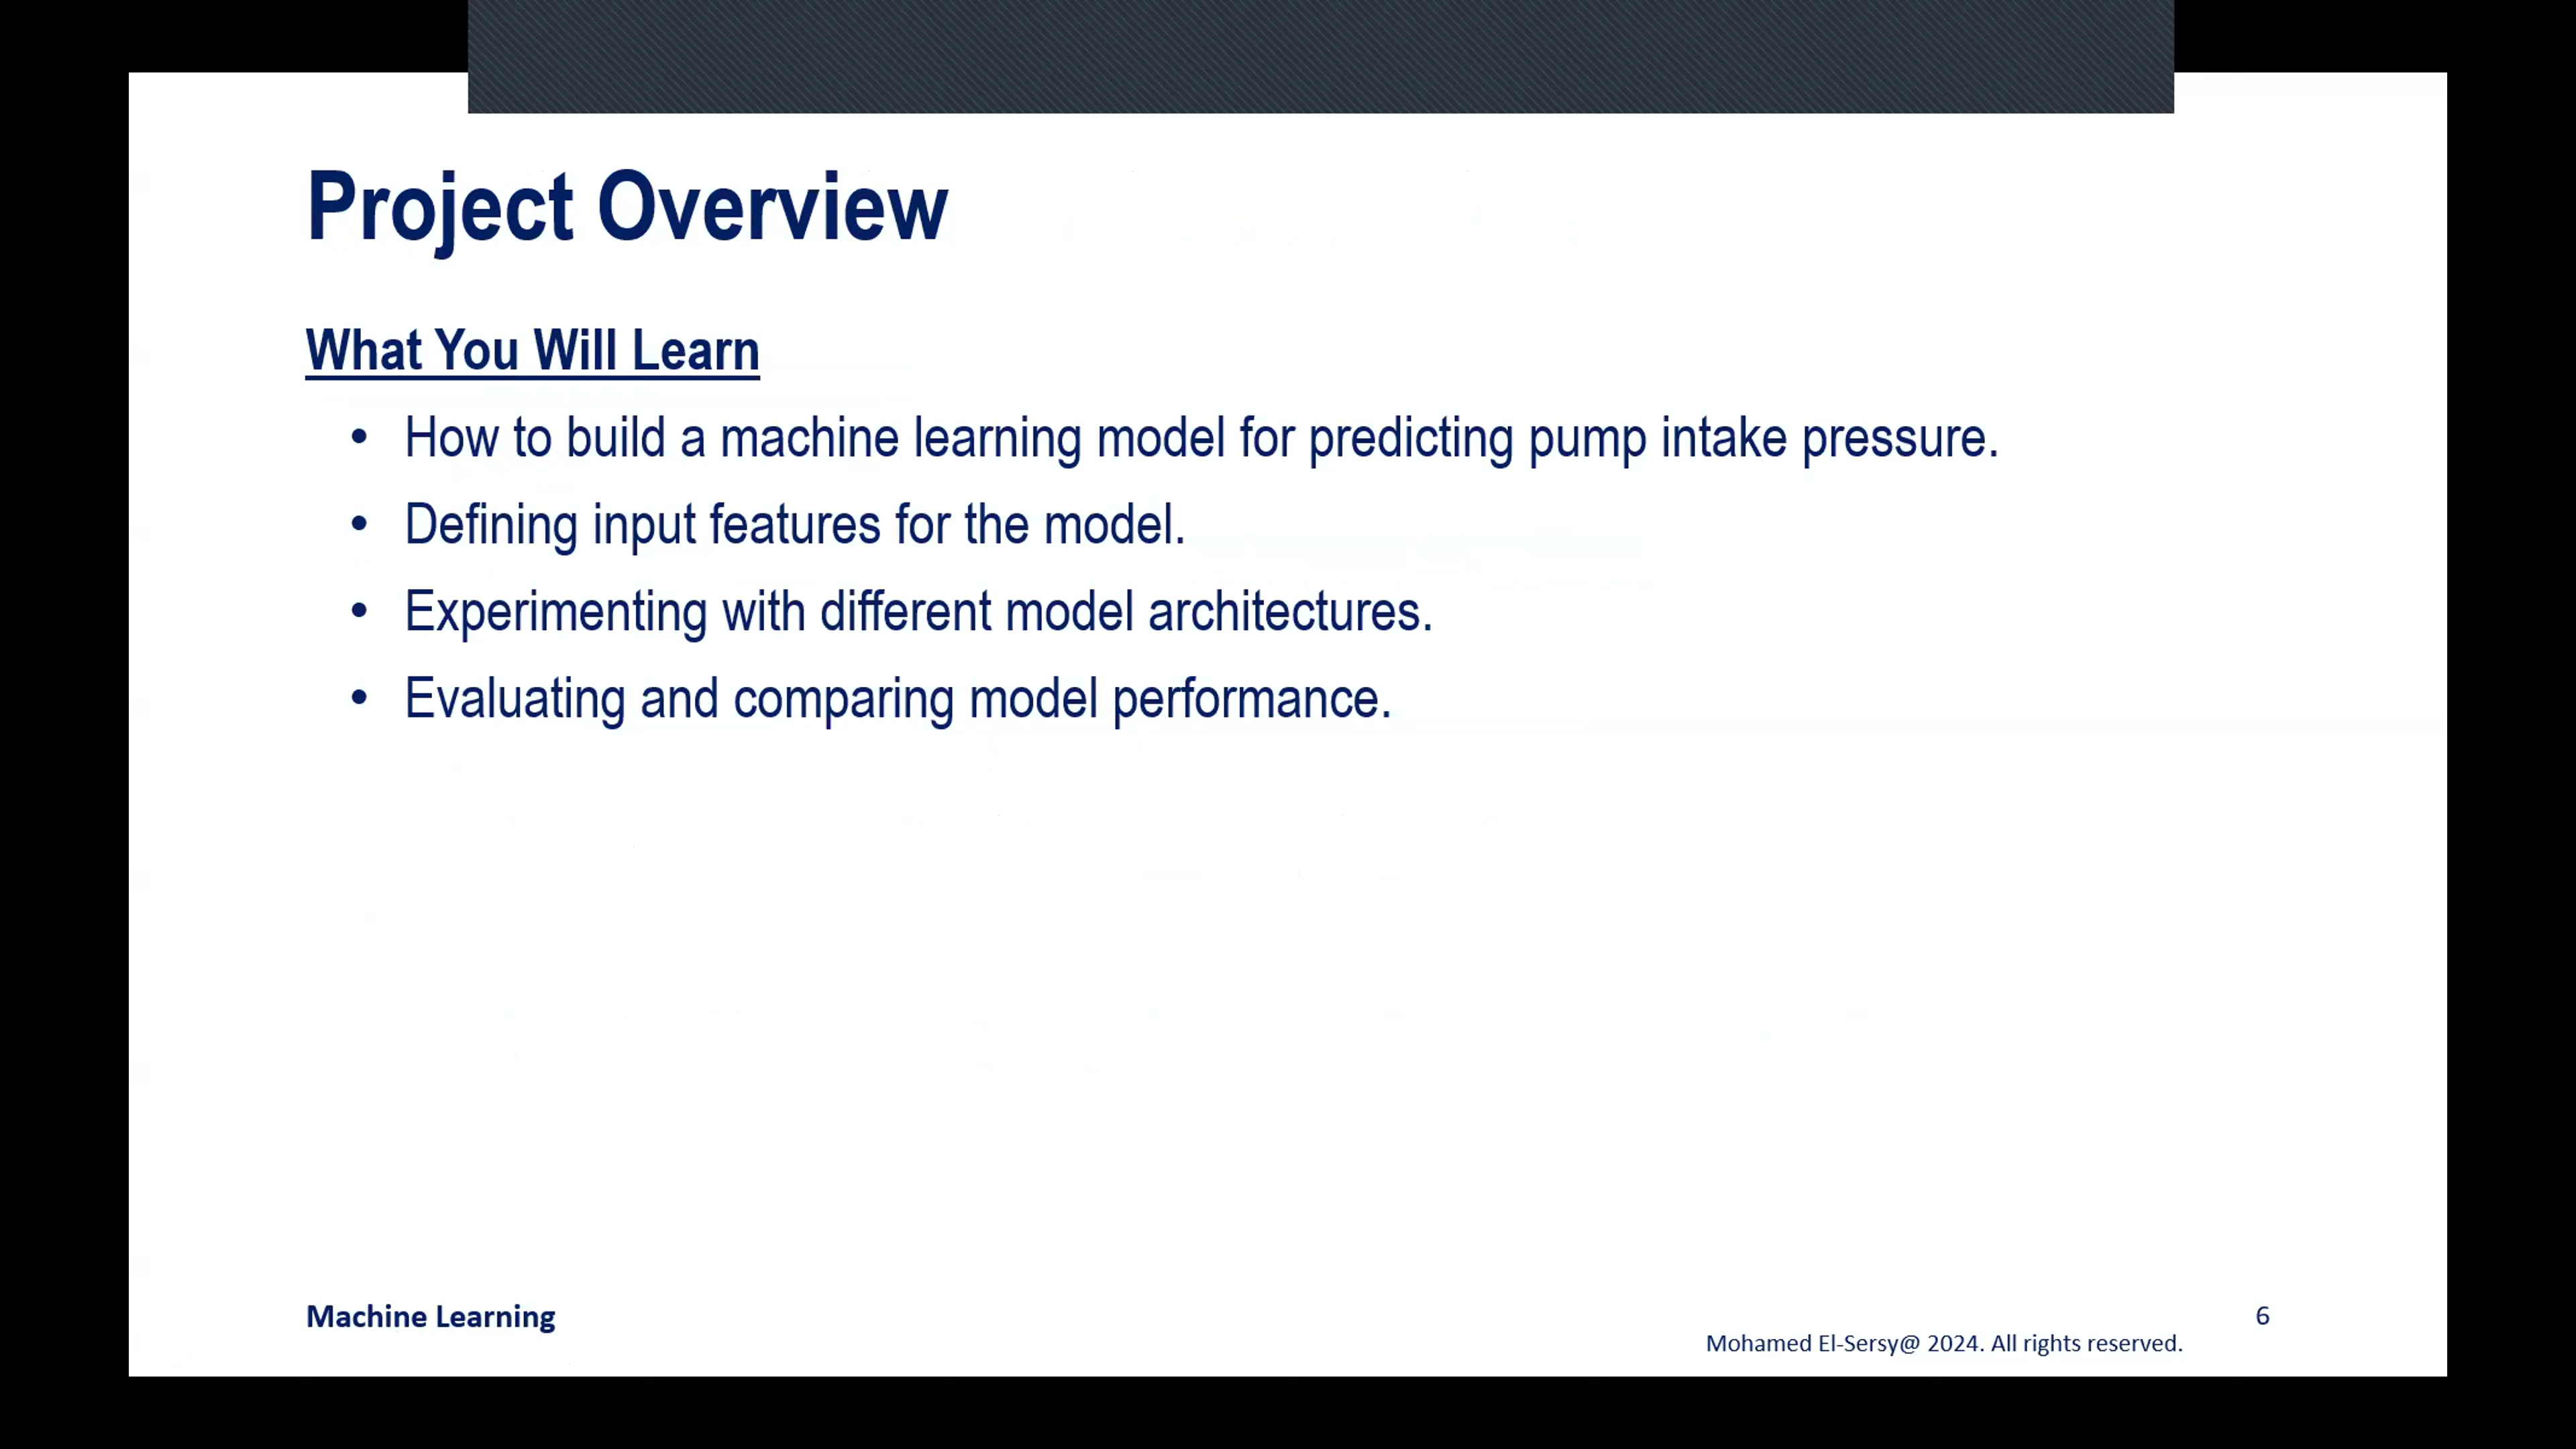 Project Overview
What You Will Learn
• How to build a machine learning model for predicting pump intake pressure.
• Defining input features for the model.
• Experimenting with different model architectures.
• Evaluating and comparing model performance.
Machine Learning
6
Mohamed El-Sersy@ 2024. All rights reserved.